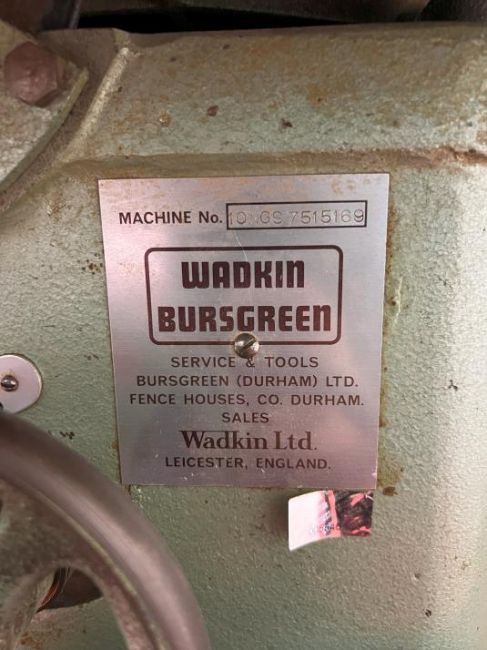 MACHINE No. 10"AGS 7515169
WADKIN
BURSGREEN
SERVICE & TOOLS
BURSGREEN (DURHAM) LTD.
FENCE HOUSES, CO. DURHAM.
SALES
Wadkin Ltd.
LEICESTER, ENGLAND.